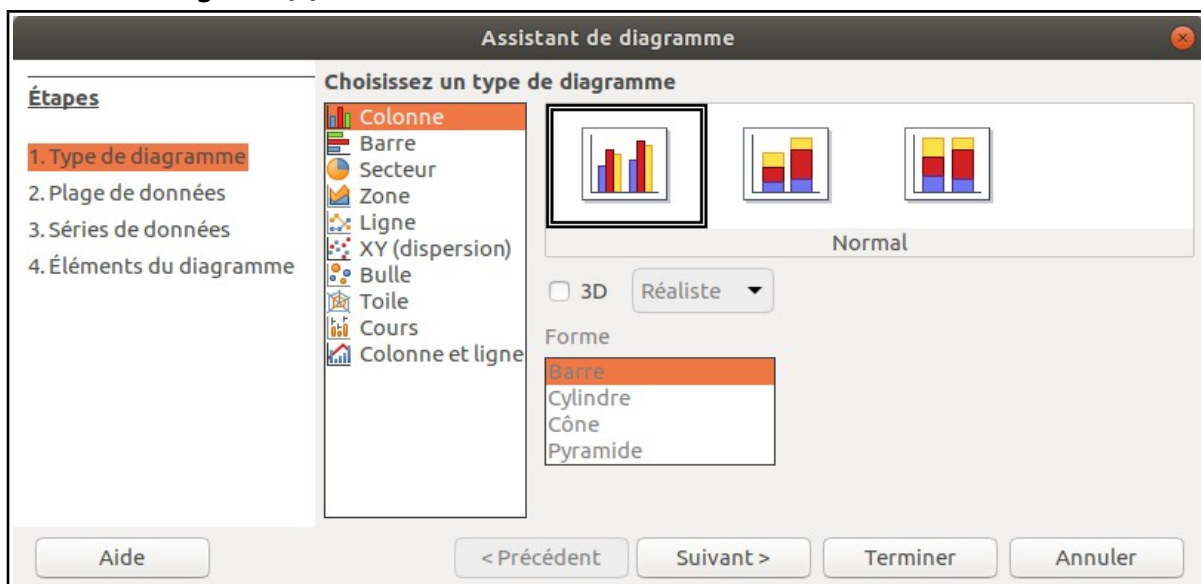 Assistant de diagramme
Étapes
1. Type de diagramme
2. Plage de données
3. Séries de données
4. Éléments du diagramme
Choisissez un type de diagramme
Colonne
Barre
Secteur
Zone
Ligne
XY (dispersion)
Bulle
Toile
Cours
Colonne et ligne
Normal
3D
Réaliste
Forme
Barre
Cylindre
Cône
Pyramide
Aide
< Précédent
Suivant >
Terminer
Annuler